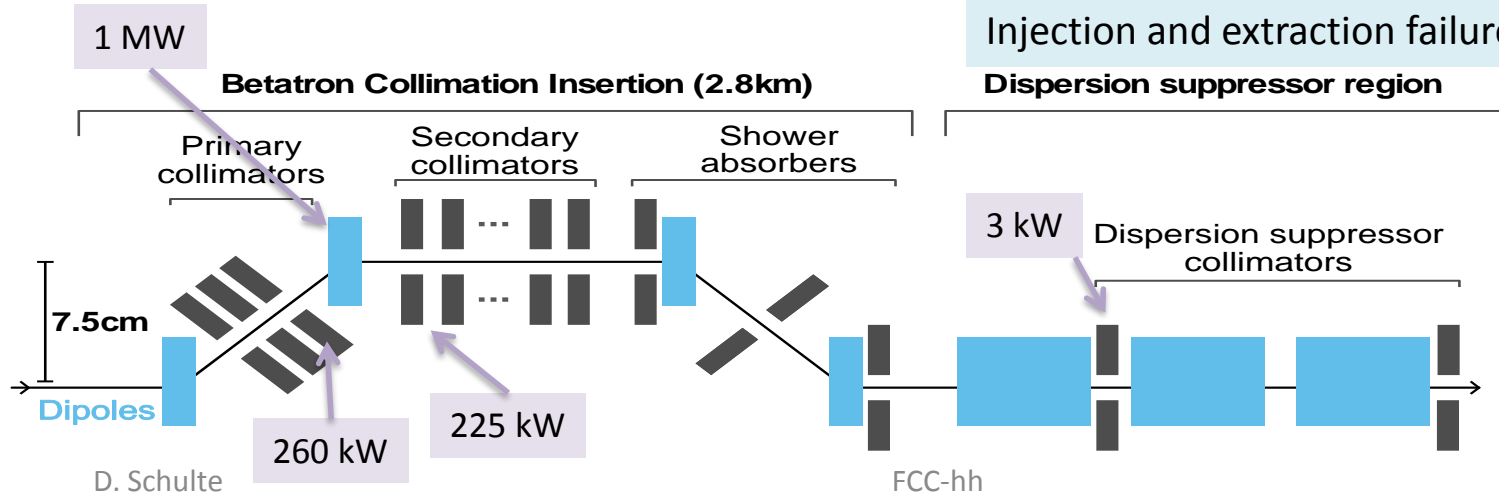 1 MW
Injection and extraction failure
Betatron Collimation Insertion (2.8km)
Dispersion suppressor region
Primary
collimators
Secondary
collimators
Shower
absorbers
3 kW
Dispersion suppressor
collimators
7.5cm
Dipoles
260 kW
225 kW
D. Schulte
FCC-hh